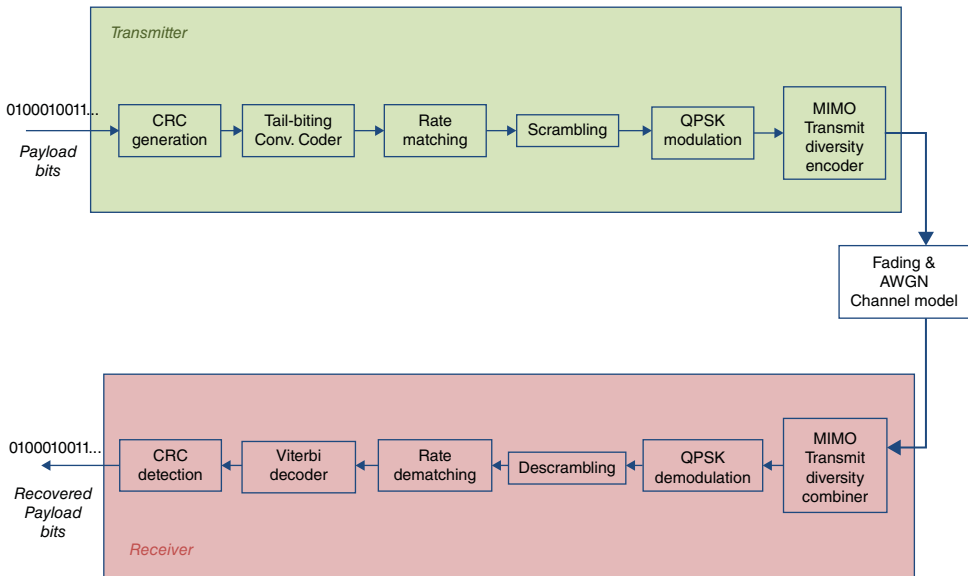 Transmitter
0100010011...
Payload
bits
CRC
generation
Tail-biting
Conv. Coder
Rate
matching
Scrambling
QPSK
modulation
MIMO
Transmit
diversity
encoder
Fading &
AWGN
Channel model
0100010011...
Recovered
Payload
bits
CRC
detection
Viterbi
decoder
Rate
dematching
Descrambling
QPSK
demodulation
MIMO
Transmit
diversity
combiner
Receiver